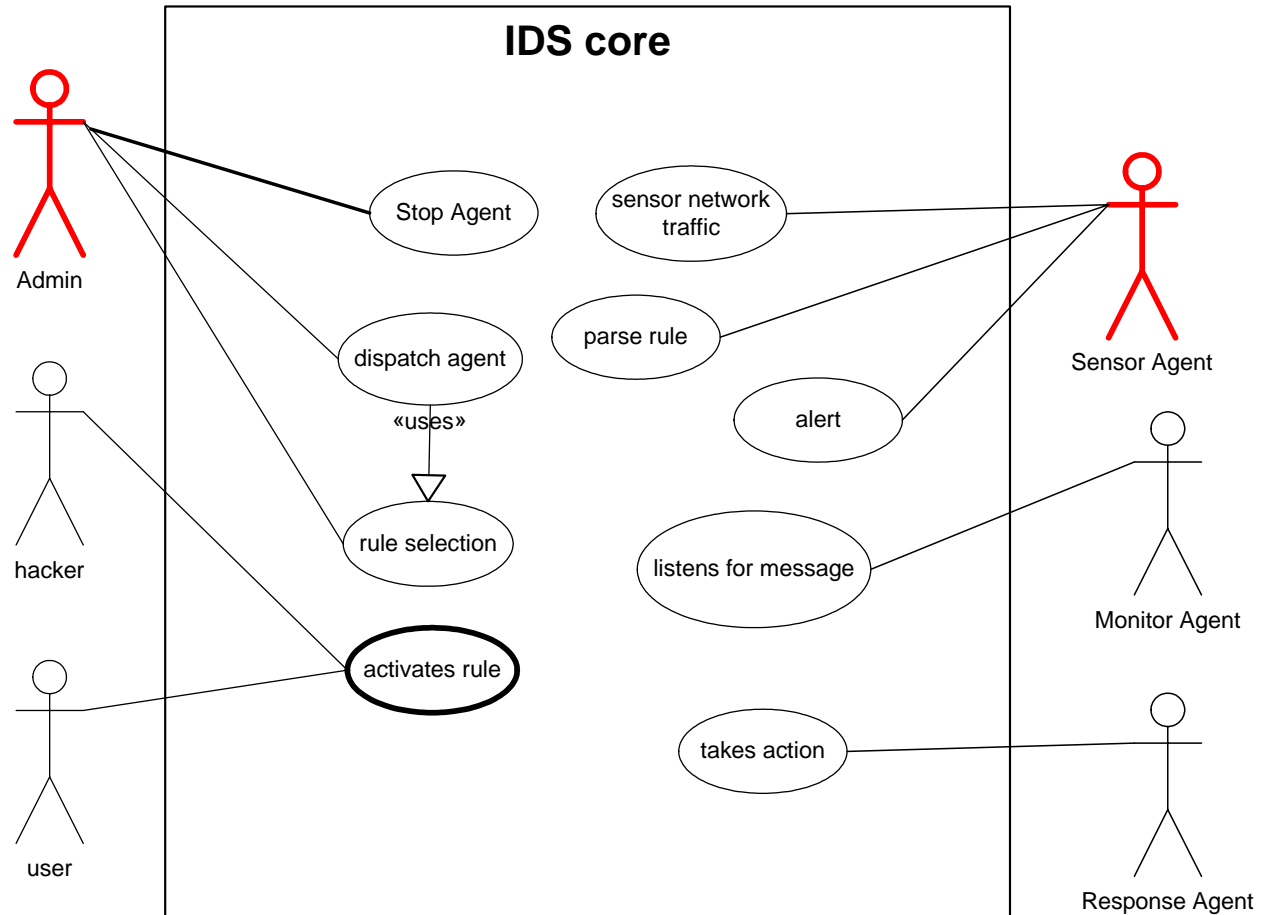 IDS core
Admin
Stop Agent
sensor network
traffic
dispatch agent
parse rule
Sensor Agent
«uses»
alert
hacker
rule selection
listens for message
Monitor Agent
activates rule
takes action
user
Response Agent